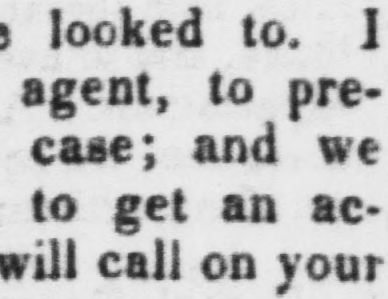 looked to. I
agent, to pre-
case; and we
to get an ac-
will call on your